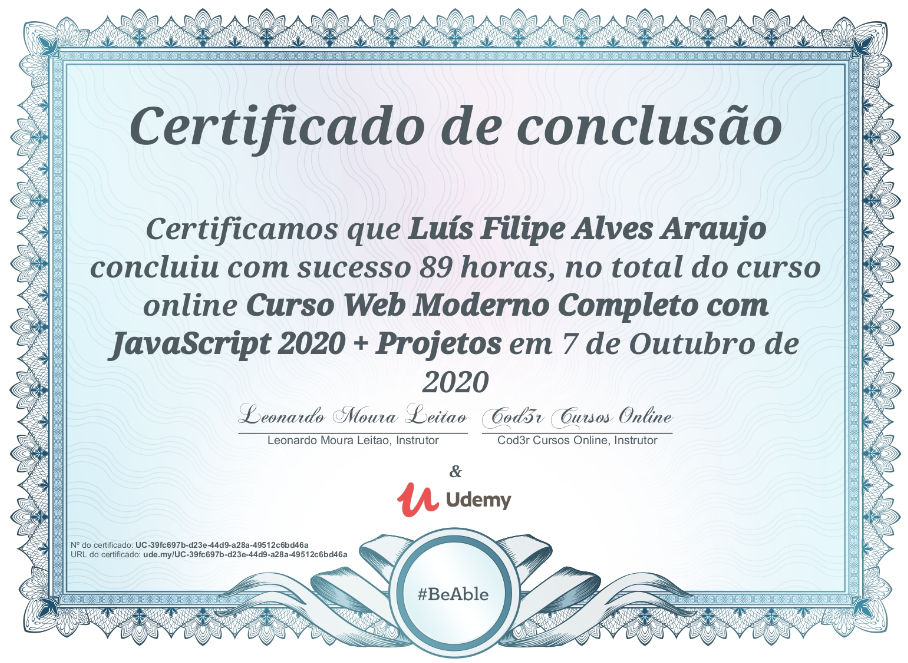 Certificado de conclusão
Certificamos que Luís Filipe Alves Araujo
concluiu com sucesso 89 horas, no total do curso
online Curso Web Moderno Completo com
JavaScript 2020 + Projetos em 7 de Outubro de
2020
Leonardo Moura Leitao Cod3r Cursos Online
Leonardo Moura Leitao, Instrutor Cod3r Cursos Online, Instrutor
&
Udemy
Nº do certificado: UC-39fc697b-d23e-44d9-a28a-49512c6bd46a
URL do certificado: ude.my/UC-39fc697b-d23e-44d9-a28a-49512c6bd46a
#BeAble